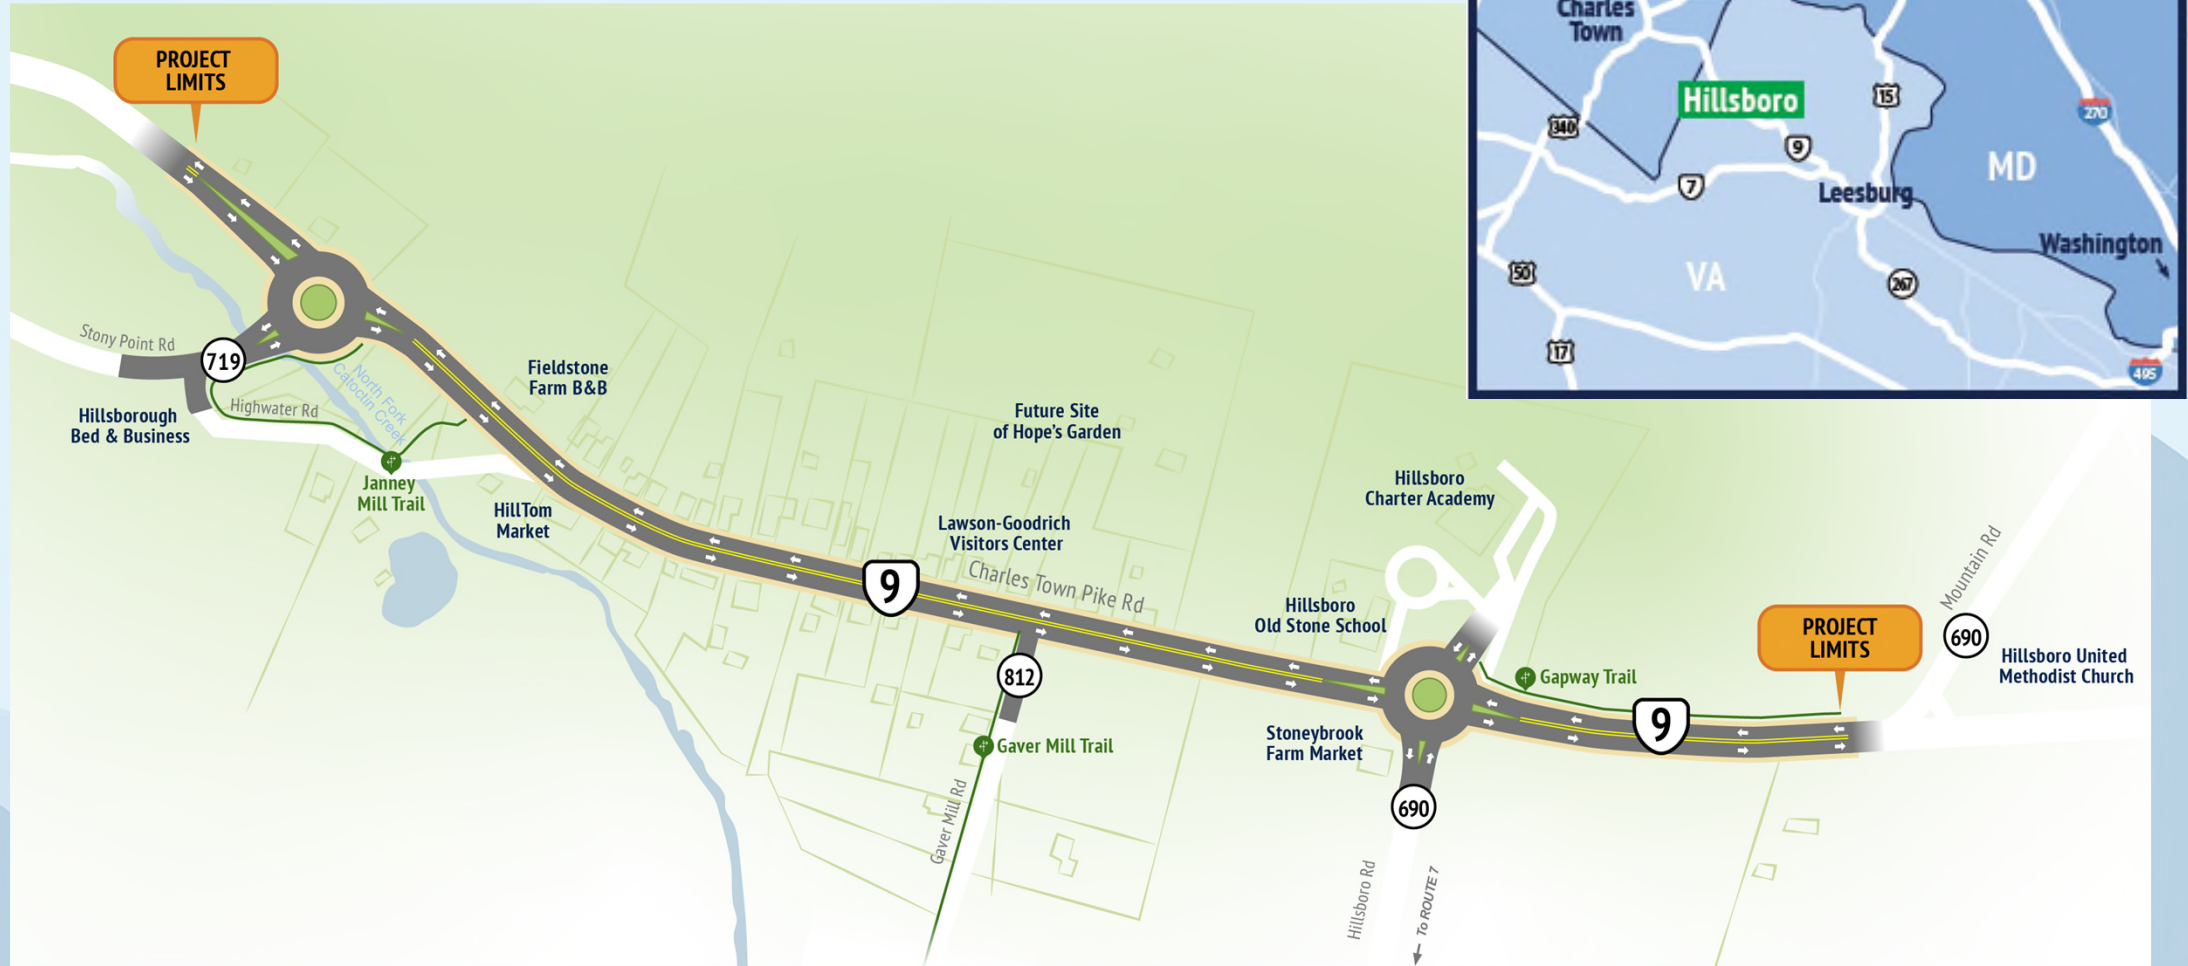 PROJECT
LIMITS
Stony Point Rd
719
Highwater Rd
North Fork
Catoctin Creek
Hillsborough
Bed & Business
Janney
Mill Trail
Fieldstone
Farm B&B
HillTom
Market
Future Site
of Hope's Garden
Lawson-Goodrich
Visitors Center
9
Charles Town Pike Rd
812
Gaver Mill Trail
Gaver Mill Rd
Hillsboro
Charter Academy
Hillsboro
Old Stone School
Stoneybrook
Farm Market
690
Hillsboro Rd
To ROUTE 7
Gapway Trail
9
PROJECT
LIMITS
Mountain Rd
690
Hillsboro United
Methodist Church
Charles
Town
340
Hillsboro
15
270
9
MD
7
Leesburg
Washington
50
VA
267
17
495